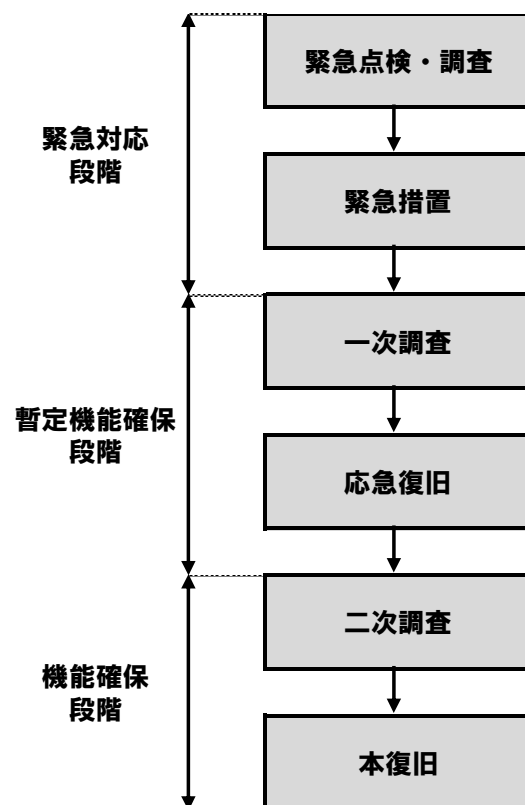 緊急点検・調査
緊急対応
段階
緊急措置
一次調査
暫定機能確保
段階
応急復旧
二次調査
機能確保
段階
本復旧